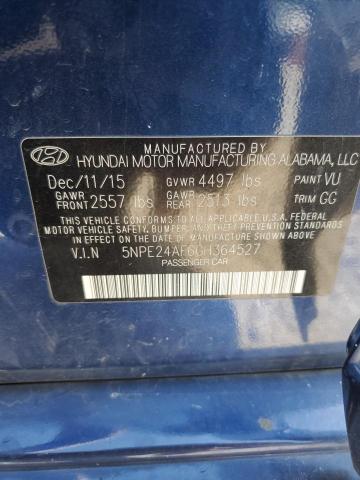 MANUFACTURED BY
HYUNDAI MOTOR MANUFACTURING ALABAMA, LLC
Dec/11/15 GVWR 4497 lbs PAINT VU
GAWR FRONT 2557 lbs GAWR REAR 2513 lbs TRIM GG
THIS VEHICLE CONFORMS TO ALL APPLICABLE U.S.A. FEDERAL
MOTOR VEHICLE SAFETY, BUMPER, AND THEFT PREVENTION STANDARDS
IN EFFECT ON THE DATE OF MANUFACTURE SHOWN ABOVE.
V.I.N 5NPE24AF6GH364527
PASSENGER CAR